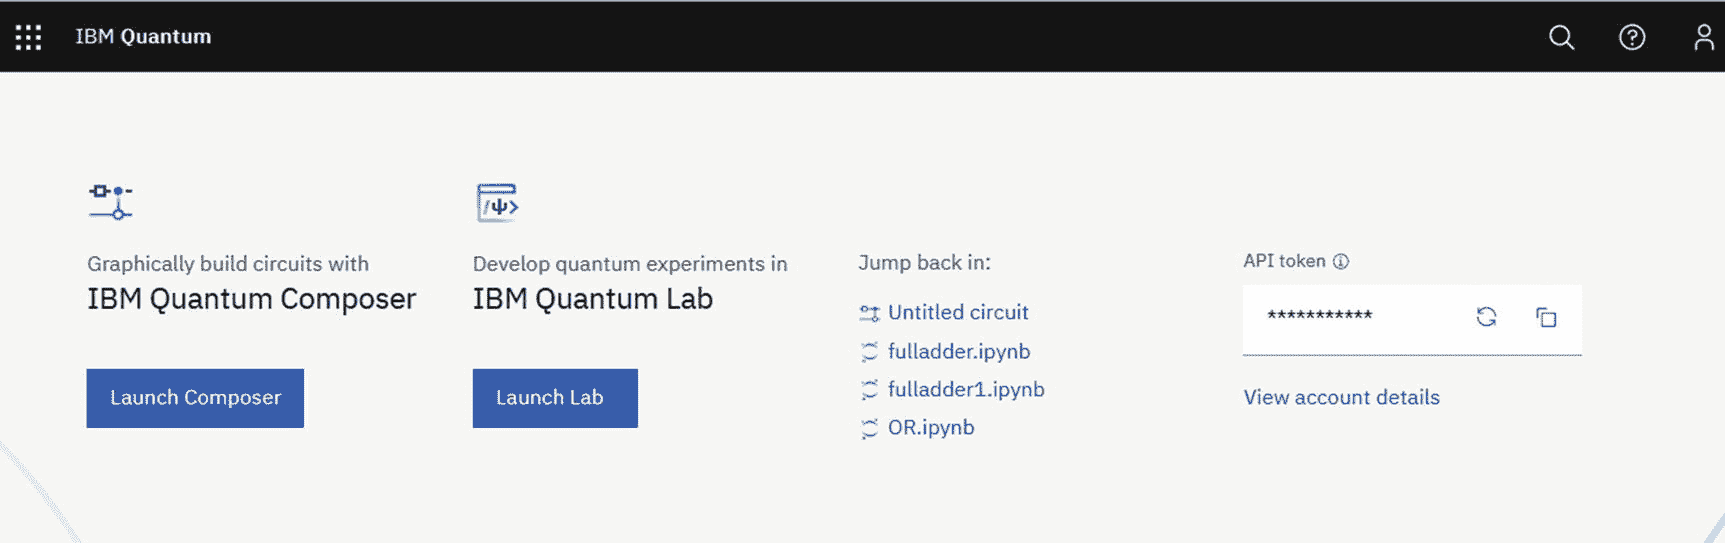 IBM Quantum
Graphically build circuits with
IBM Quantum Composer
Launch Composer
Develop quantum experiments in
IBM Quantum Lab
Launch Lab
Jump back in:
Untitled circuit
fulladder.ipynb
fulladder1.ipynb
OR.ipynb
API token
***********
View account details